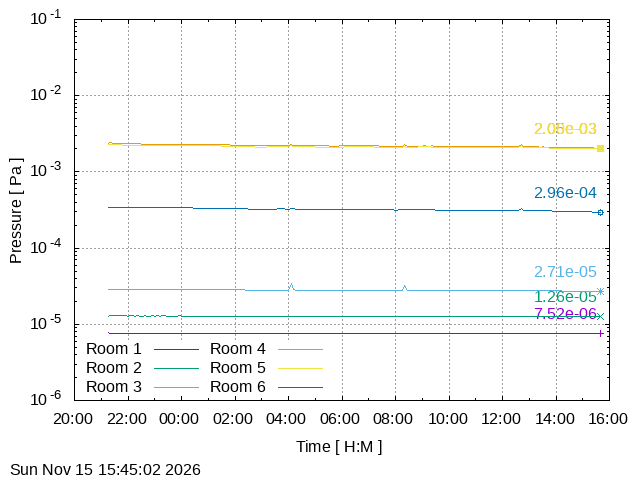 10^-1
10^-2
10^-3
10^-4
10^-5
10^-6
Pressure [ Pa ]
2.05e-03
2.96e-04
2.71e-05
1.26e-05
7.52e-06
Room 1 Room 4
Room 2 Room 5
Room 3 Room 6
20:00 22:00 00:00 02:00 04:00 06:00 08:00 10:00 12:00 14:00 16:00
Time [ H:M ]
Sun Nov 15 15:45:02 2026